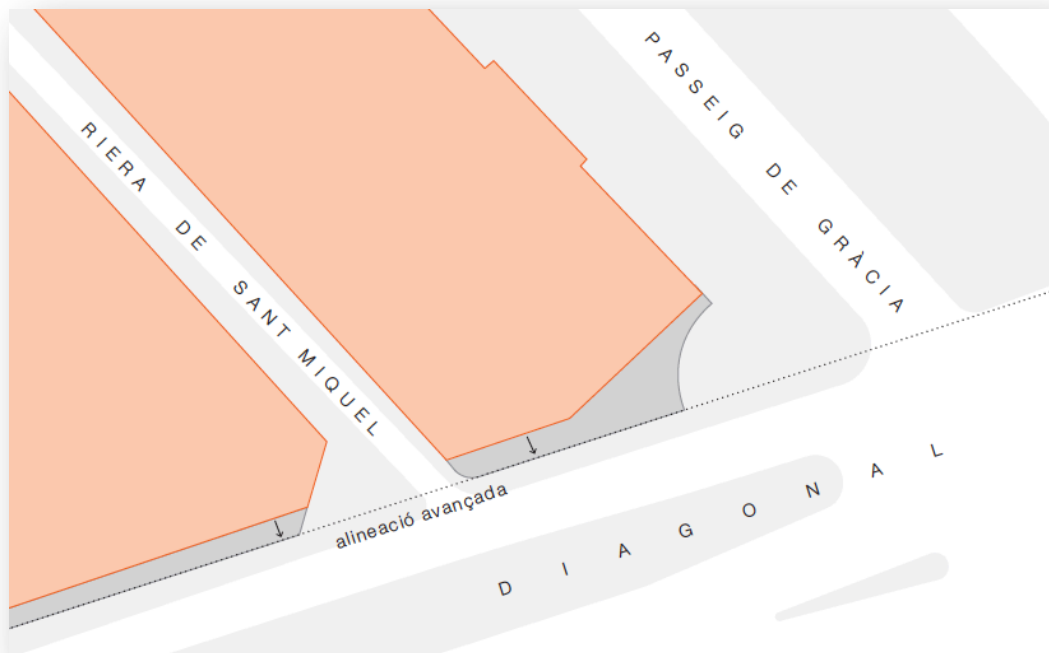 PASSEIG DE GRÀCIA
RIERA DE SANT MIQUEL
alineació avançada
DIAGONAL